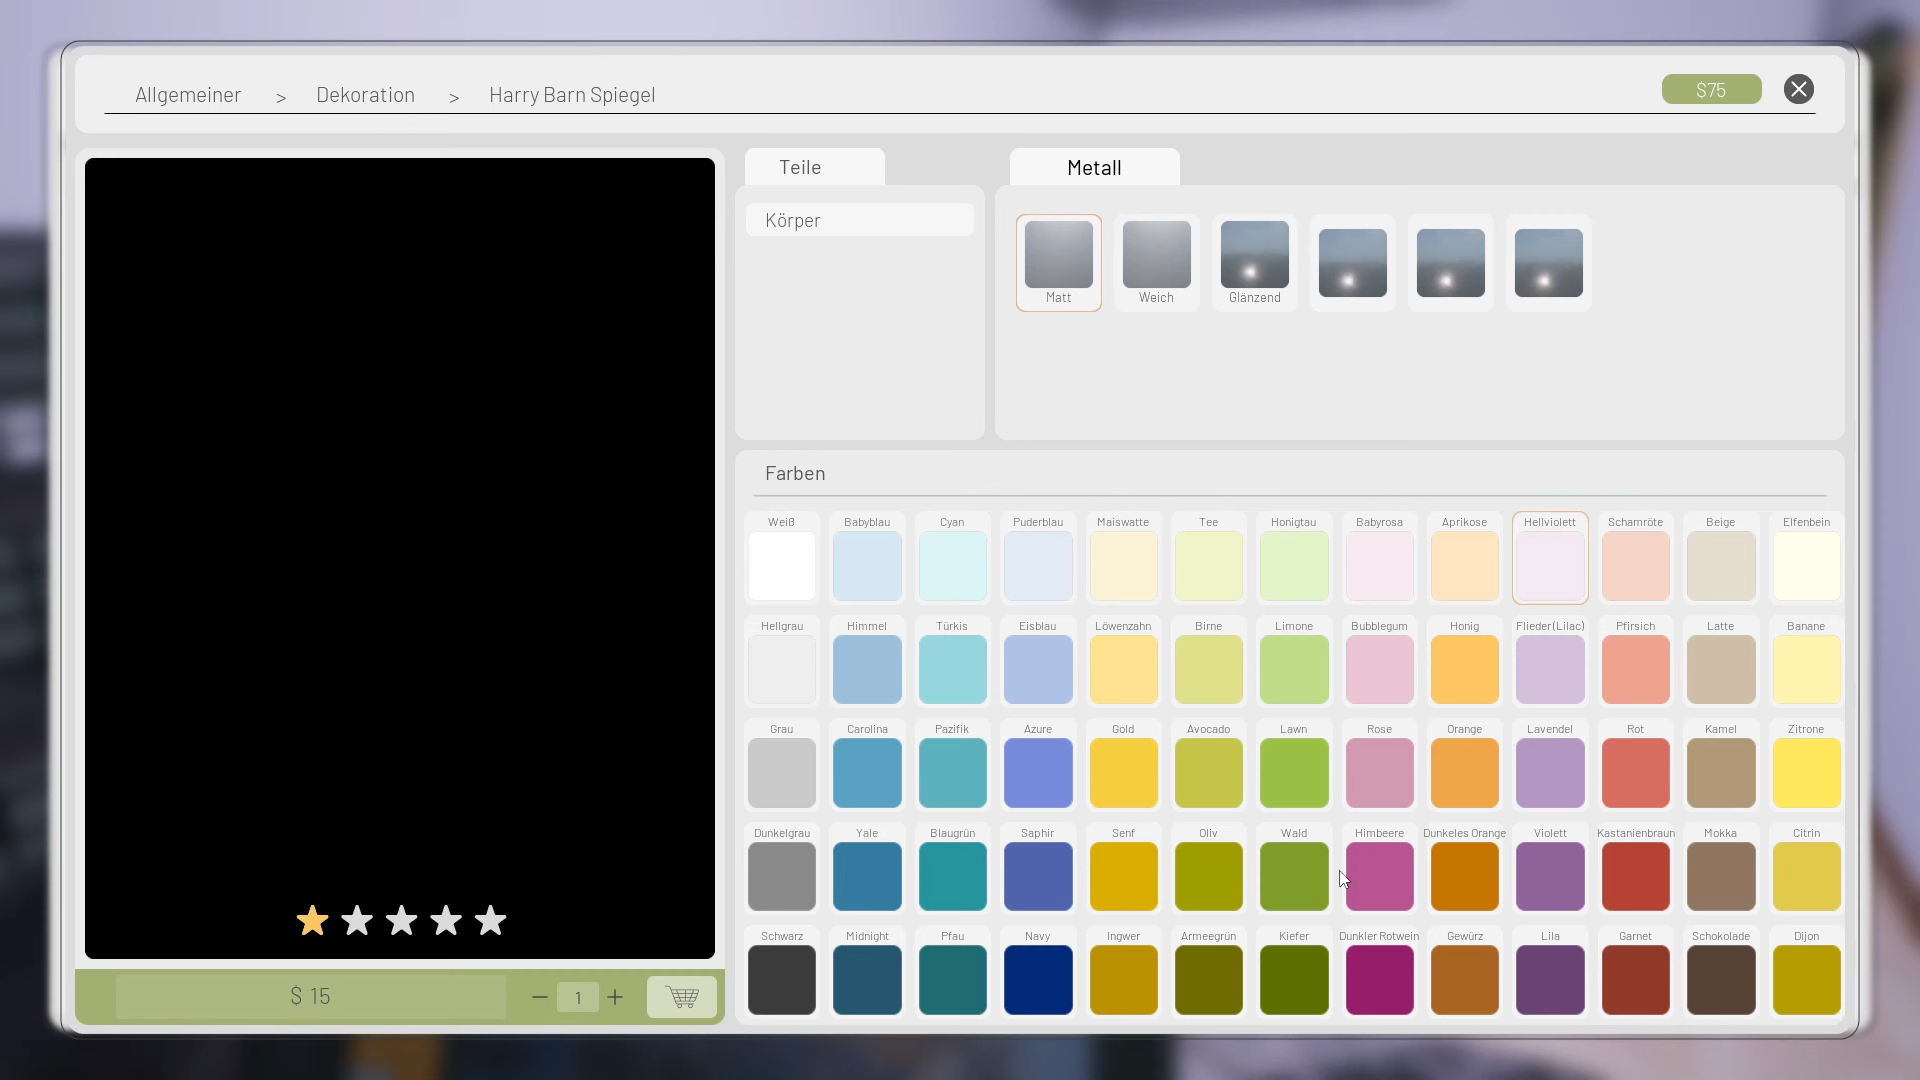 Allgemeiner > Dekoration > Harry Barn Spiegel
$75
Teile
Metall
Körper
Matt Weich Glänzend
Farben
Weiß Babyblau Cyan Puderblau Maiswatte Tee Honigtau Babyrosa Aprikose Hellviolett Schamröte Beige Elfenbein
Hellgrau Himmel Türkis Eisblau Löwenzahn Birne Limone Bubblegum Honig Flieder(Lilac) Pfirsich Latte Banane
Grau Carolina Pazifik Azure Gold Avocado Lawn Rose Orange Lavendel Rot Kamel Zitrone
Dunkelgrau Yale Blaugrün Saphir Senf Oliv Wald Himbeere Dunkeles Orange Violett Kastanienbraun Mokka Citrin
Schwarz Midnight Pfau Navy Ingwer Armeegrün Kiefer Dunkler Rotwein Gewürz Lila Garnet Schokolade Dijon
$ 15
− 1 +